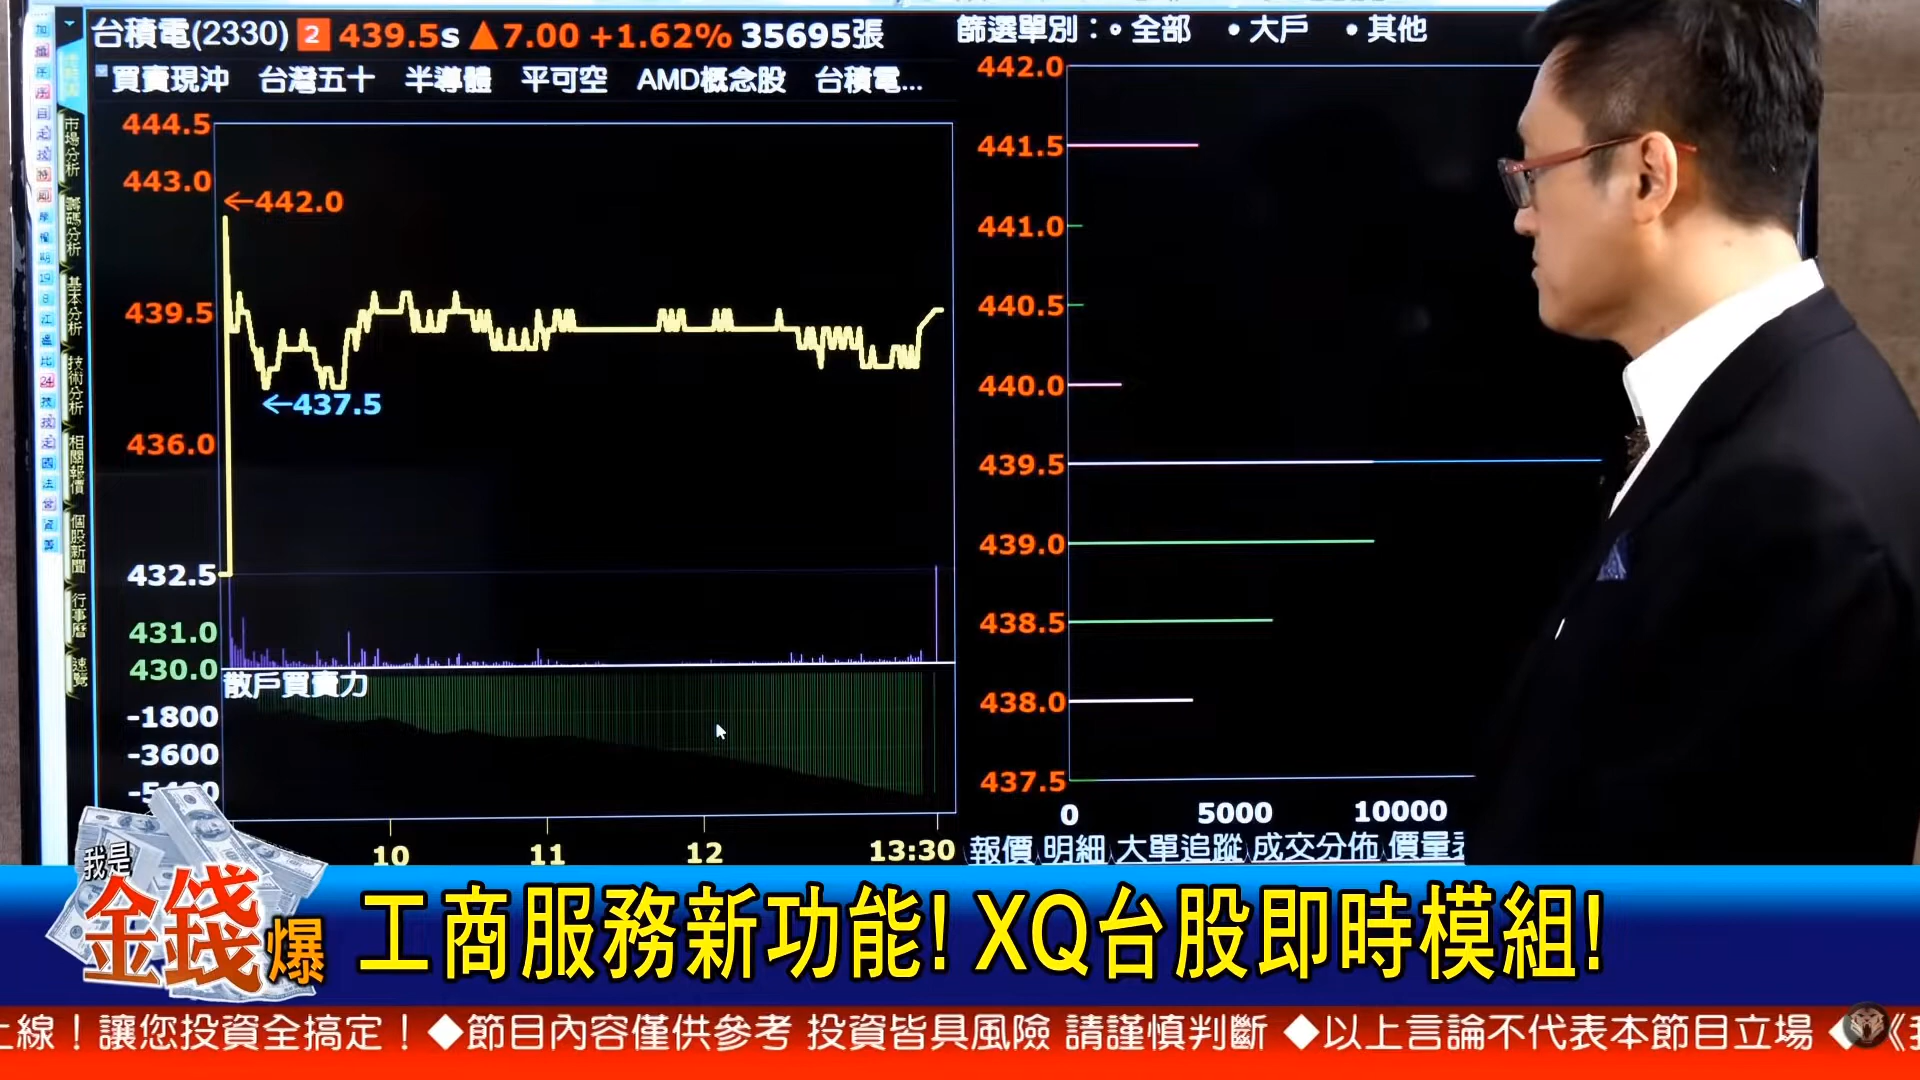 台積電(2330) 2 439.5s ▲7.00 +1.62% 35695張
買賣現沖 台灣五十 半導體 平可空 AMD概念股 台積電...
444.5
443.0
←442.0
439.5
←437.5
436.0
432.5
431.0
430.0
散戶買賣力
-1800
-3600
10 11 12 13:30
市場分析
籌碼分析
基本分析
技術分析
相關報價
個股新聞
行事曆
速覽
篩選單別：全部 大戶 其他
442.0
441.5
441.0
440.5
440.0
439.5
439.0
438.5
438.0
437.5
0 5000 10000
報價 明細 大單追蹤 成交分佈 價量
我是
金錢爆
工商服務新功能! XQ台股即時模組!
上線！讓您投資全搞定！◆節目內容僅供參考 投資皆具風險 請謹慎判斷 ◆以上言論不代表本節目立場 ◆《我